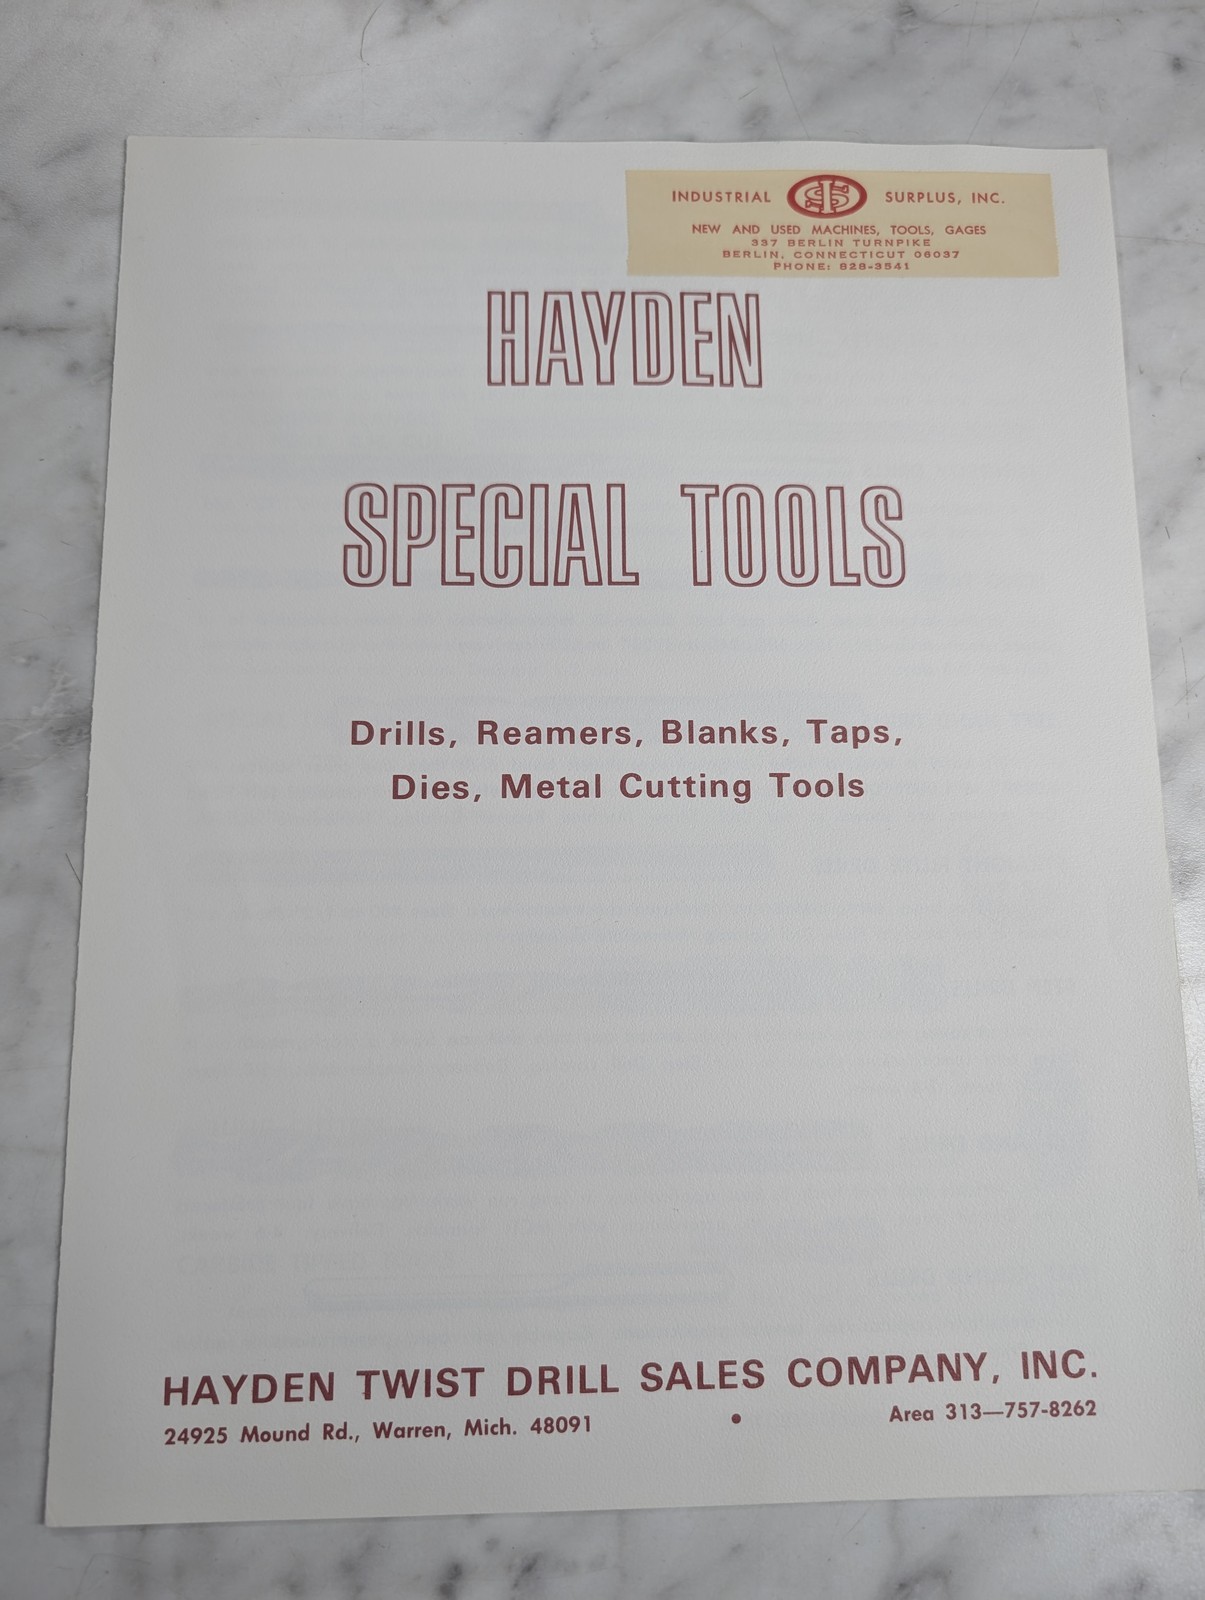 INDUSTRIAL IS SURPLUS, INC.
NEW AND USED MACHINES, TOOLS, GAGES
337 BERLIN TURNPIKE
BERLIN, CONNECTICUT 06037
PHONE: 828-3541
HAYDEN
SPECIAL TOOLS
Drills, Reamers, Blanks, Taps,
Dies, Metal Cutting Tools
HAYDEN TWIST DRILL SALES COMPANY, INC.
24925 Mound Rd., Warren, Mich. 48091 • Area 313—757-8262